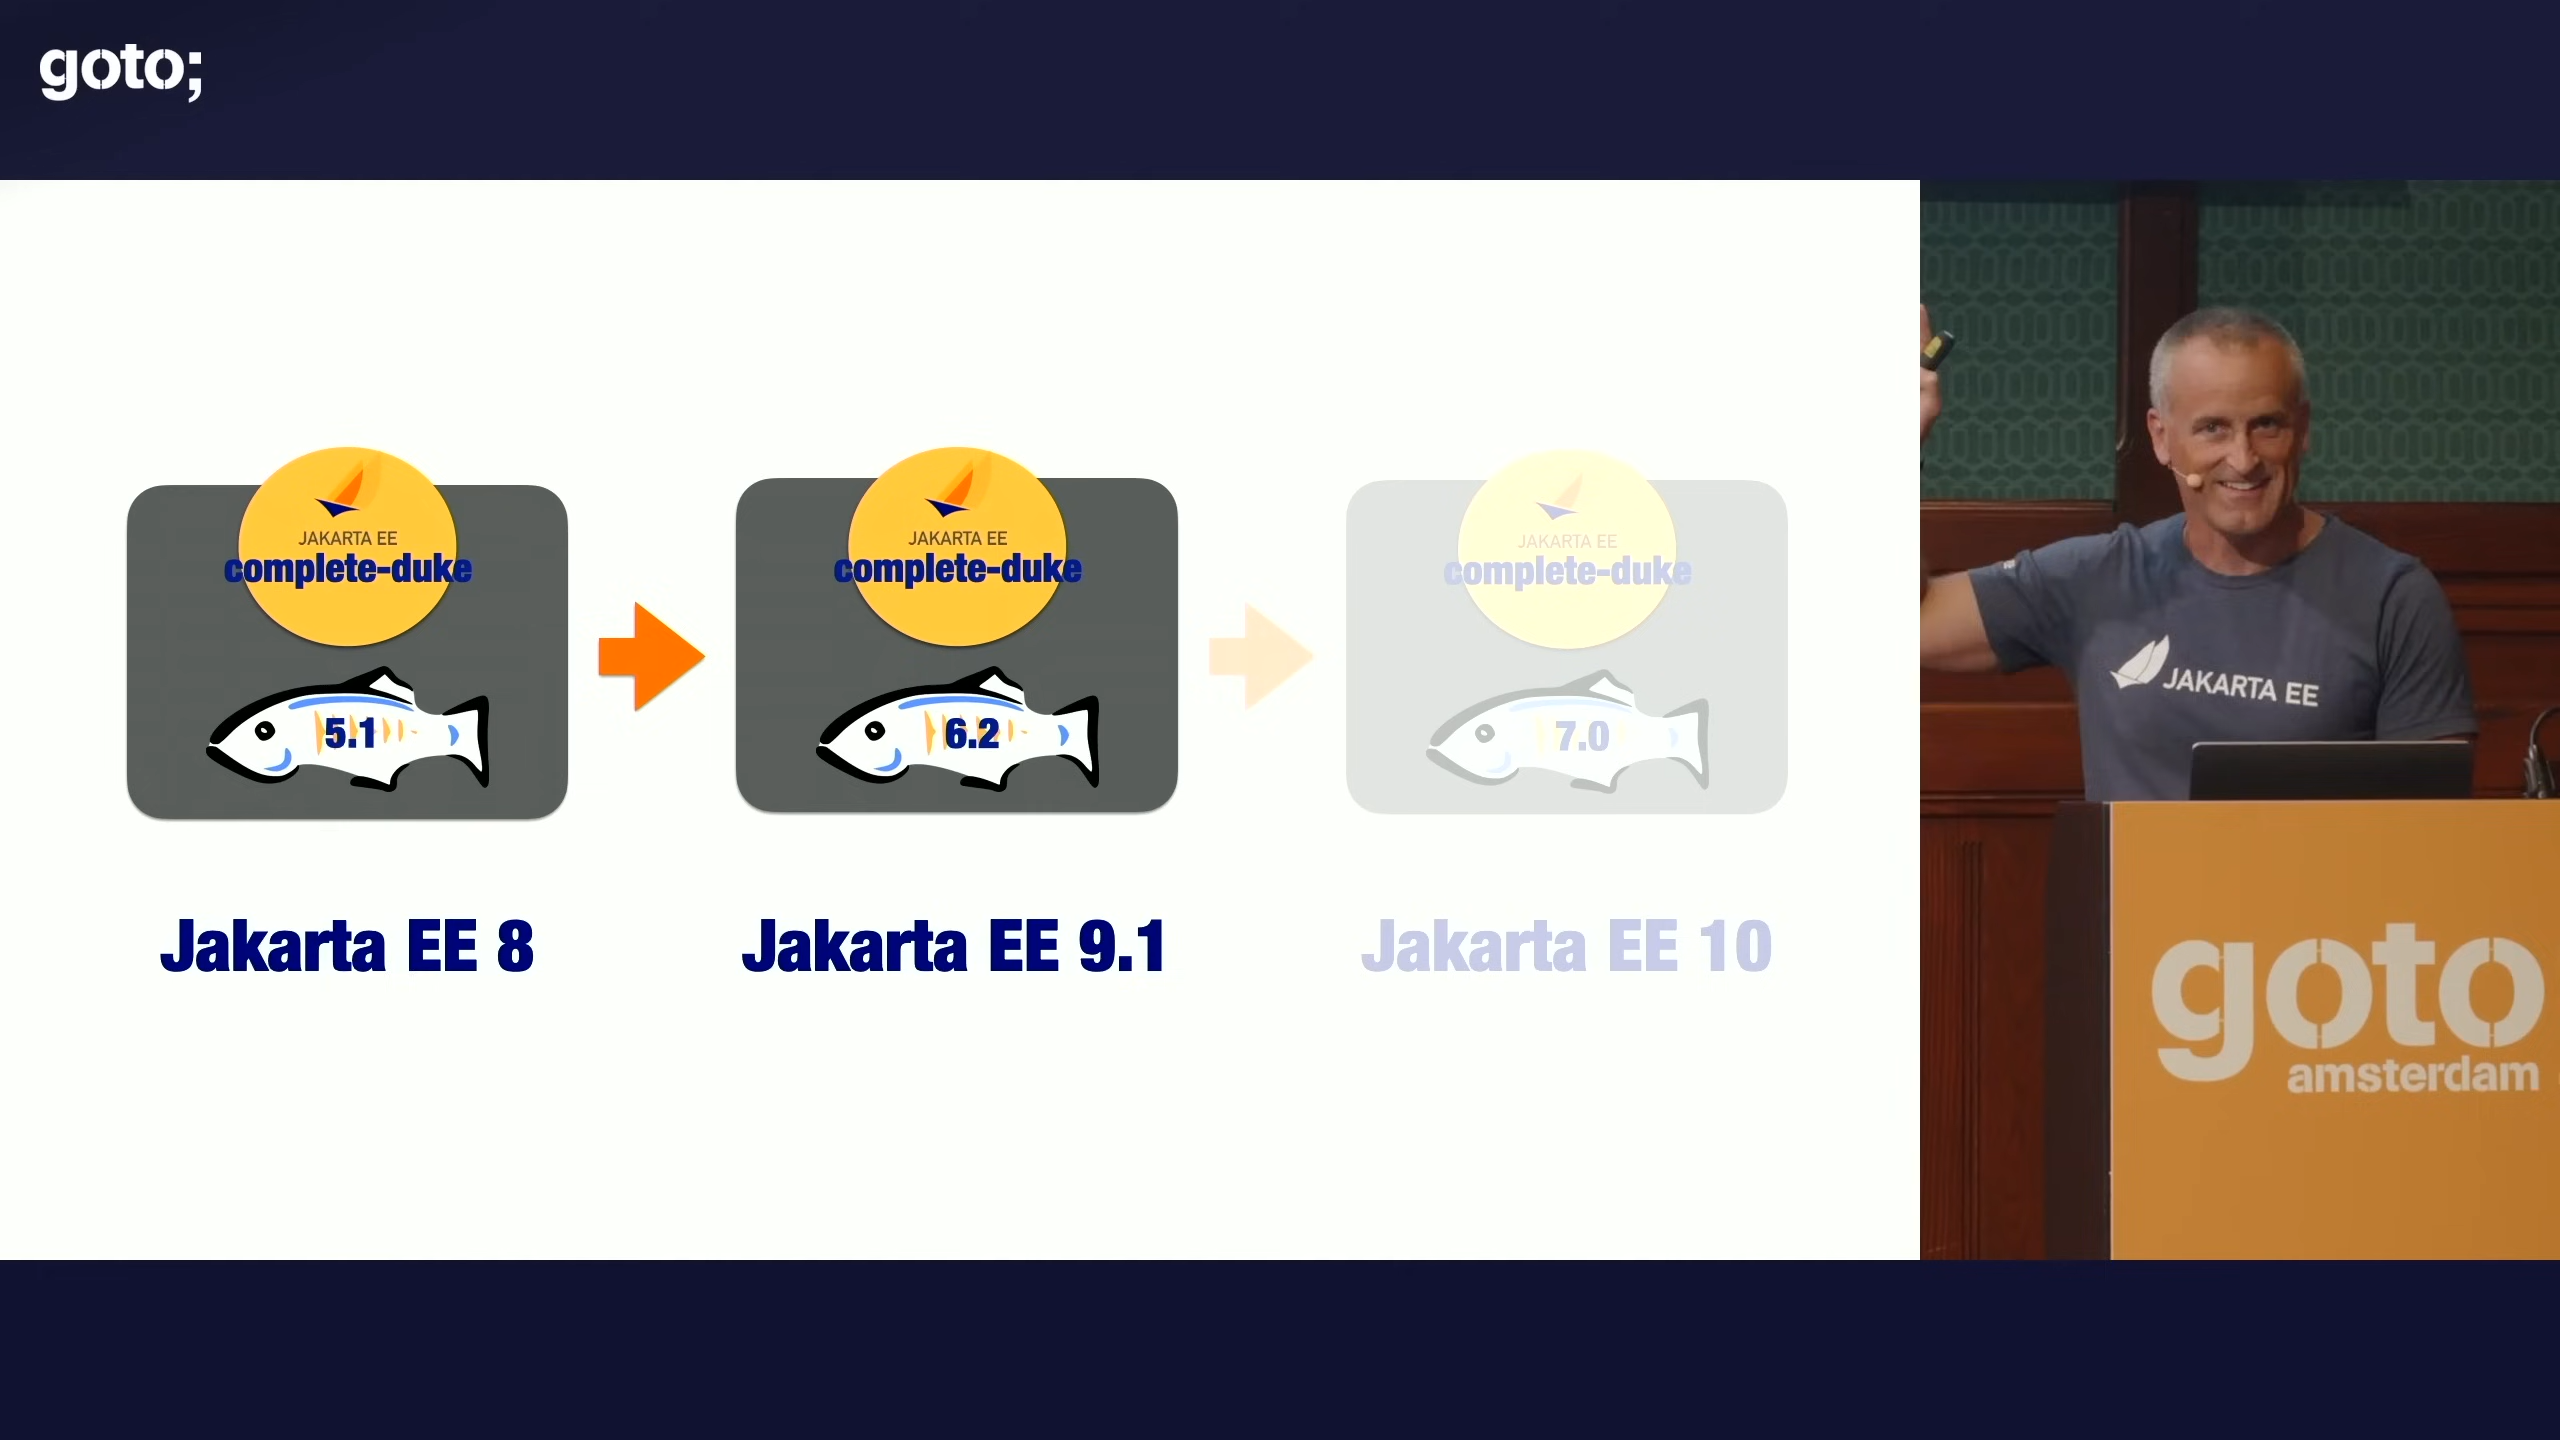 goto;
JAKARTA EE
complete-duke
5.1
Jakarta EE 8
JAKARTA EE
complete-duke
6.2
Jakarta EE 9.1
JAKARTA EE
complete-duke
7.0
Jakarta EE 10
JAKARTA EE
goto
amsterdam